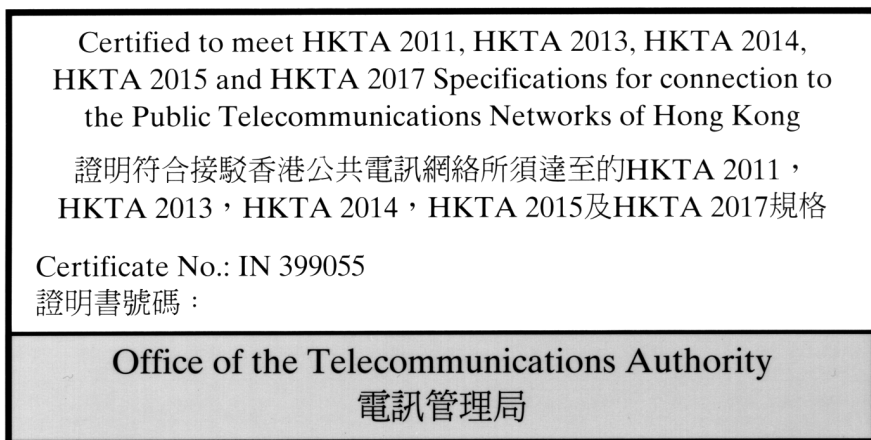 Certified to meet HKTA 2011, HKTA 2013, HKTA 2014,
HKTA 2015 and HKTA 2017 Specifications for connection to
the Public Telecommunications Networks of Hong Kong
證明符合接駁香港公共電訊網絡所須達至的HKTA 2011，
HKTA 2013，HKTA 2014，HKTA 2015及HKTA 2017規格
Certificate No.: IN 399055
證明書號碼：
Office of the Telecommunications Authority
電訊管理局